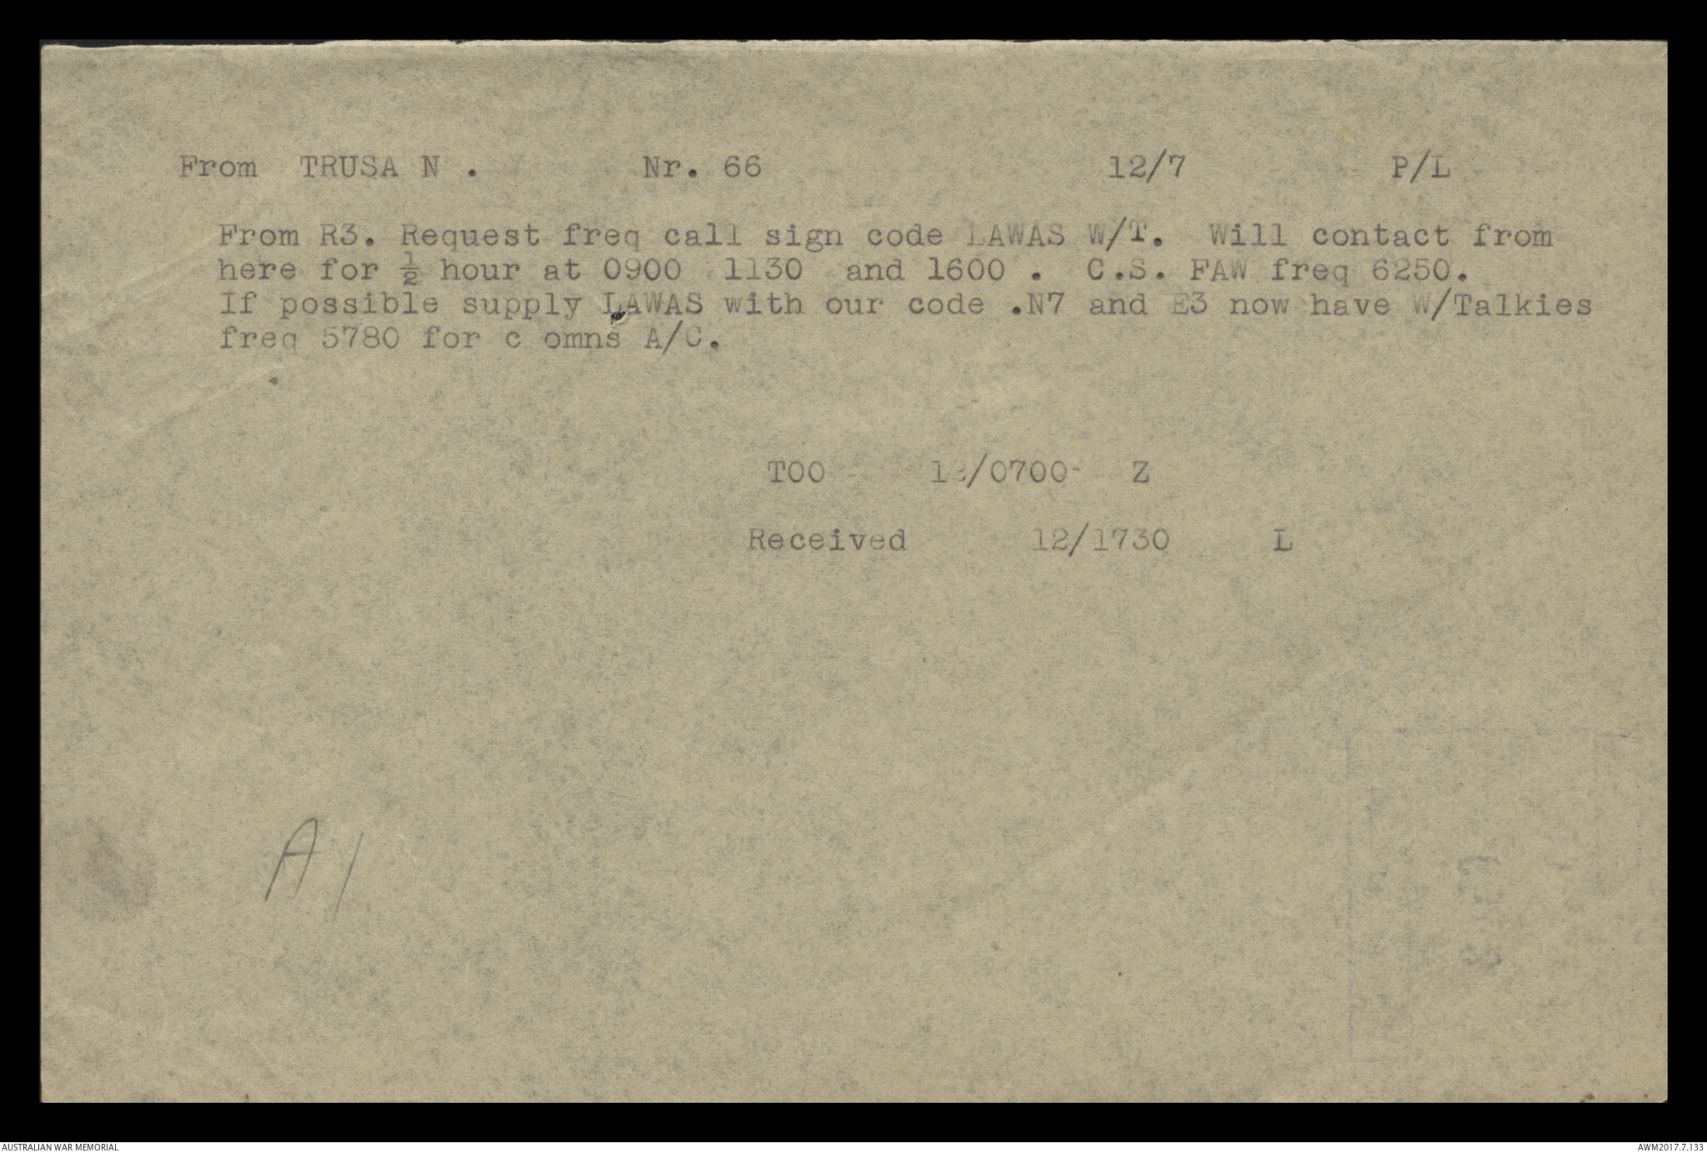 From TRUSA N . Nr. 66 12/7 P/L
From R3. Request freq call sign code LAWAS W/T. Will contact from
here for ½ hour at 0900 1130 and 1600 . C.S. FAW freq 6250.
If possible supply LAWAS with our code .N7 and E3 now have W/Talkies
freq 5780 for c omns A/C.
TOO - 12/0700- Z
Received 12/1730 L
A/
AUSTRALIAN WAR MEMORIAL AWM2017.7.133